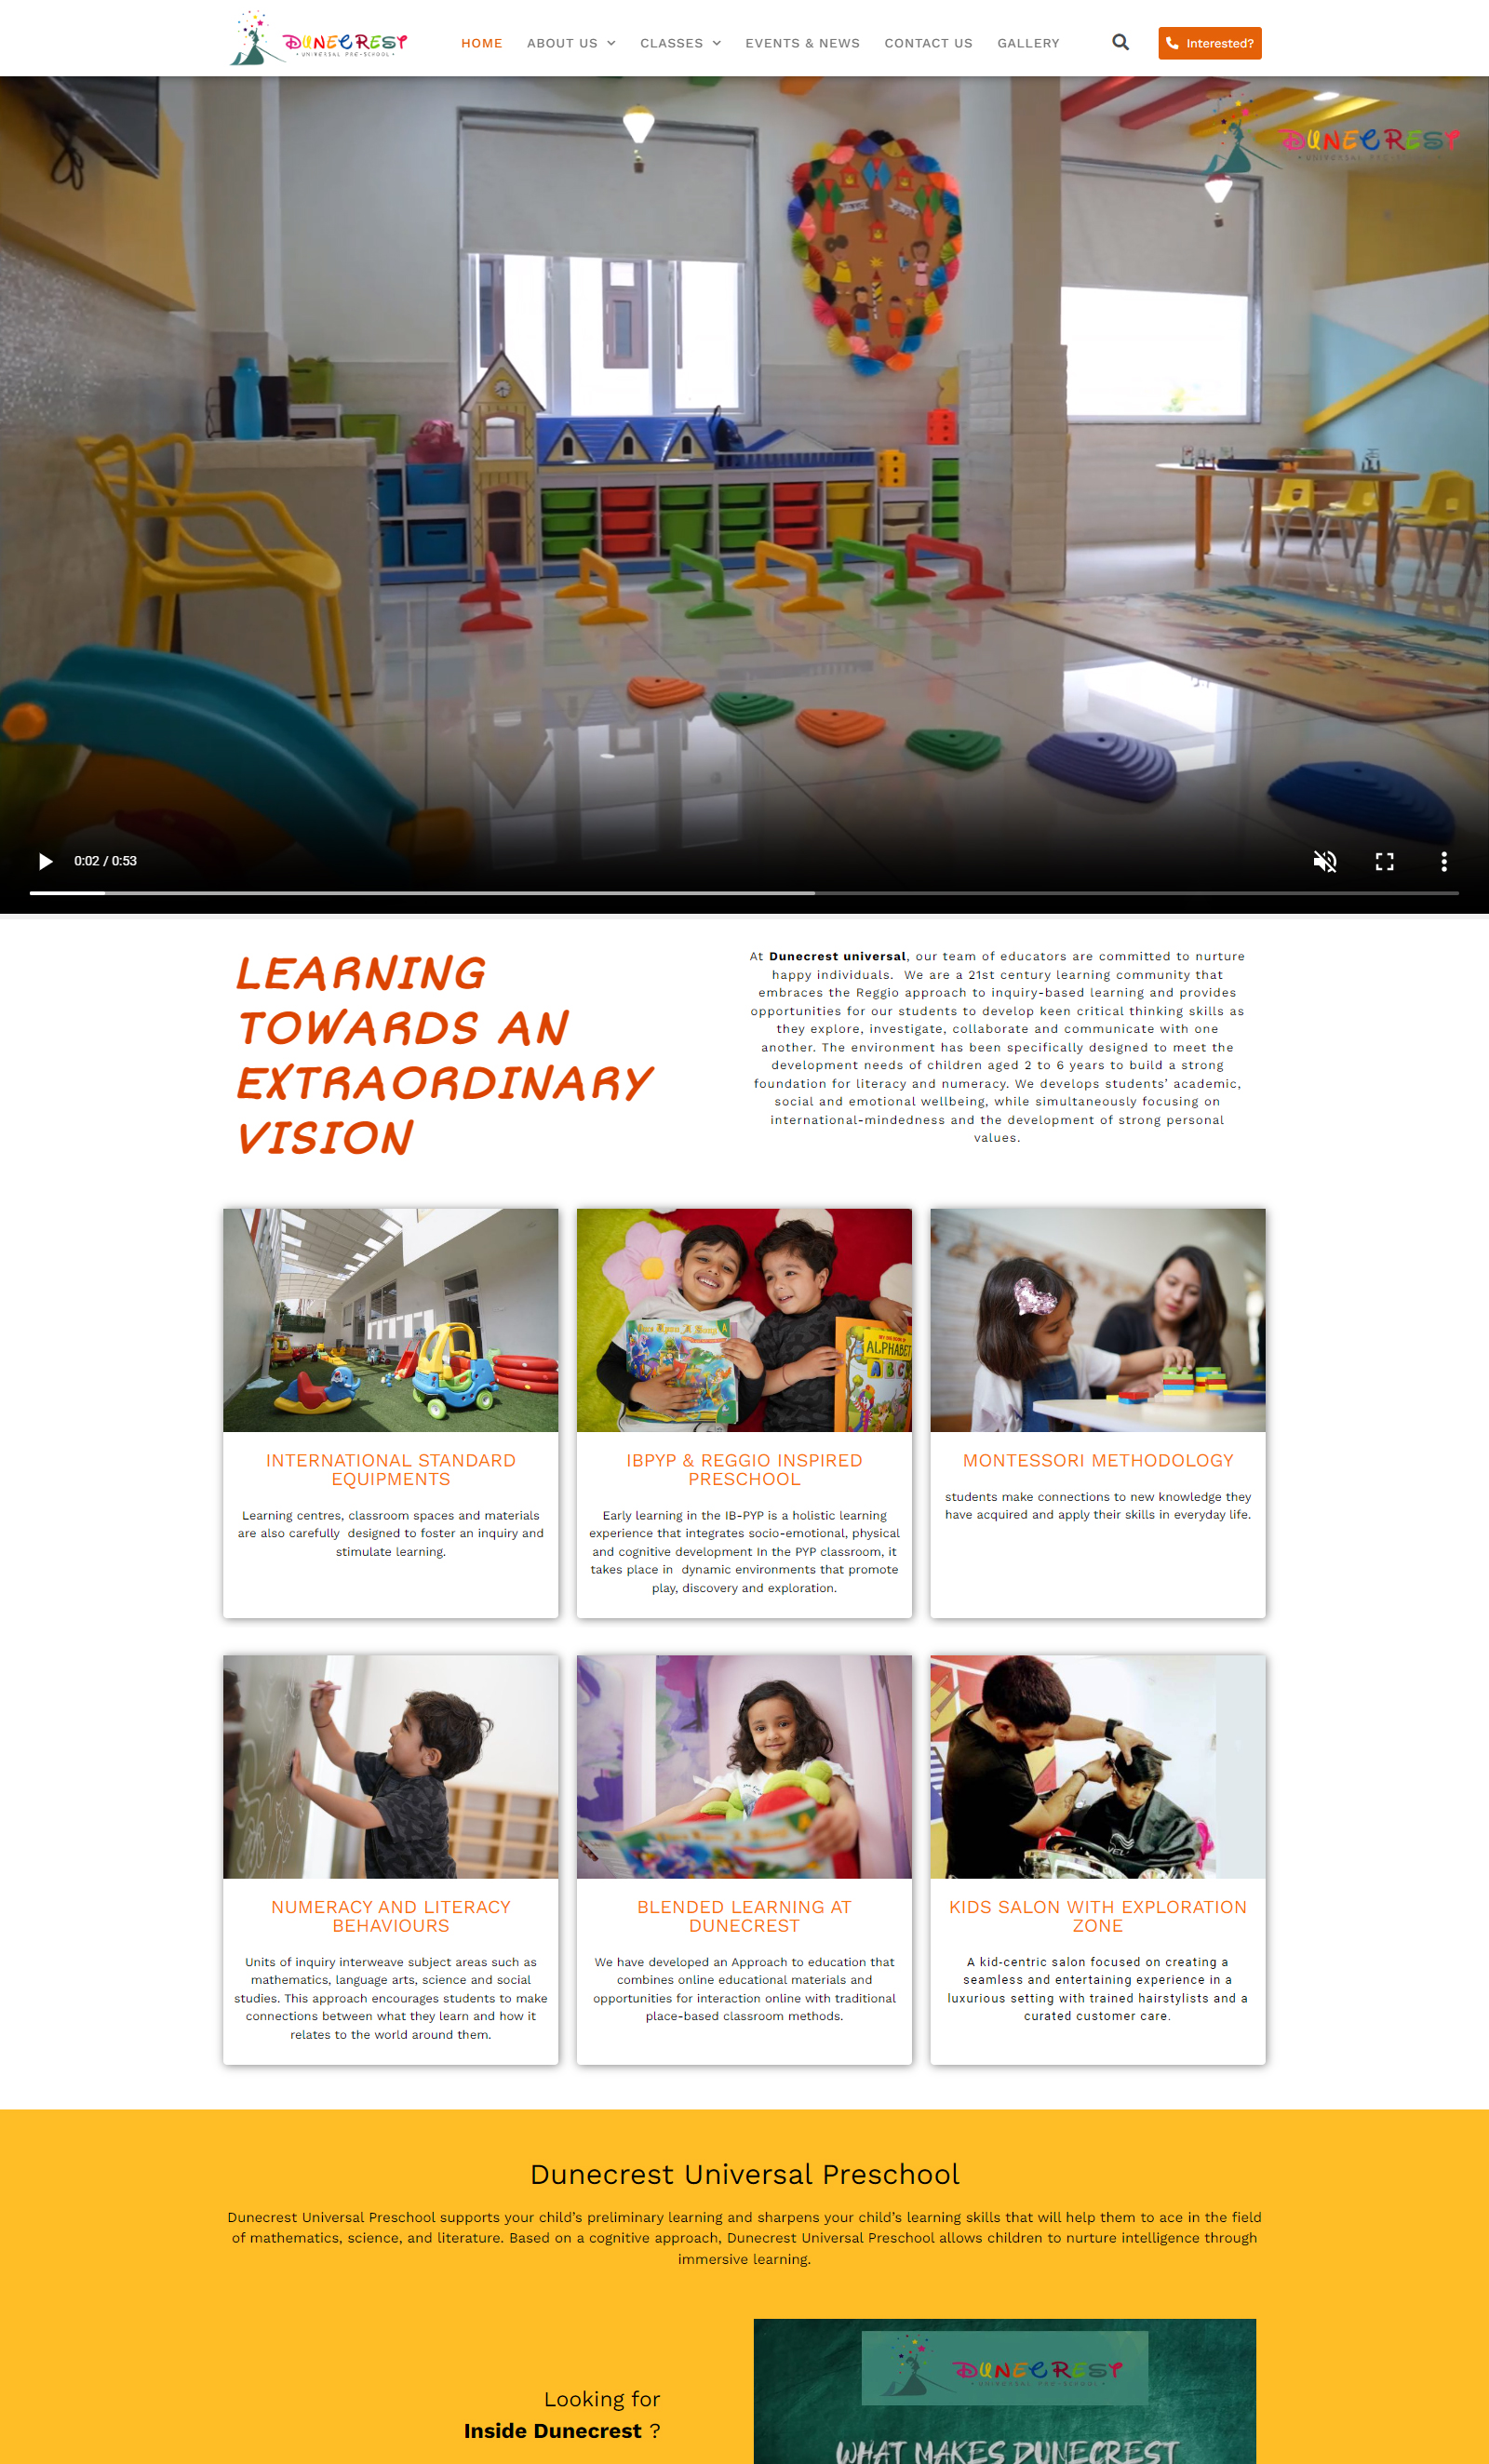 DUNECREST
• UNIVERSAL PRE-SCHOOL •
HOME
ABOUT US
CLASSES
EVENTS & NEWS
CONTACT US
GALLERY
Interested?
DUNECREST
• UNIVERSAL PRE-SCHOOL •
0:02 / 0:53
LEARNING
TOWARDS AN
EXTRAORDINARY
VISION
At Dunecrest universal, our team of educators are committed to nurture
happy individuals.  We are a 21st century learning community that
embraces the Reggio approach to inquiry-based learning and provides
opportunities for our students to develop keen critical thinking skills as
they explore, investigate, collaborate and communicate with one
another. The environment has been specifically designed to meet the
development needs of children aged 2 to 6 years to build a strong
foundation for literacy and numeracy. We develops students’ academic,
social and emotional wellbeing, while simultaneously focusing on
international-mindedness and the development of strong personal
values.
ALPHABET
A B C
INTERNATIONAL STANDARD
EQUIPMENTS
Learning centres, classroom spaces and materials
are also carefully  designed to foster an inquiry and
stimulate learning.
IBPYP & REGGIO INSPIRED
PRESCHOOL
Early learning in the IB-PYP is a holistic learning
experience that integrates socio-emotional, physical
and cognitive development In the PYP classroom, it
takes place in  dynamic environments that promote
play, discovery and exploration.
MONTESSORI METHODOLOGY
students make connections to new knowledge they
have acquired and apply their skills in everyday life.
NUMERACY AND LITERACY
BEHAVIOURS
Units of inquiry interweave subject areas such as
mathematics, language arts, science and social
studies. This approach encourages students to make
connections between what they learn and how it
relates to the world around them.
BLENDED LEARNING AT
DUNECREST
We have developed an Approach to education that
combines online educational materials and
opportunities for interaction online with traditional
place-based classroom methods.
KIDS SALON WITH EXPLORATION
ZONE
A kid-centric salon focused on creating a
seamless and entertaining experience in a
luxurious setting with trained hairstylists and a
curated customer care.
Dunecrest Universal Preschool
Dunecrest Universal Preschool supports your child’s preliminary learning and sharpens your child’s learning skills that will help them to ace in the field
of mathematics, science, and literature. Based on a cognitive approach, Dunecrest Universal Preschool allows children to nurture intelligence through
immersive learning.
Looking for
Inside Dunecrest ?
DUNECREST
• UNIVERSAL PRE-SCHOOL •
WHAT MAKES DUNECREST